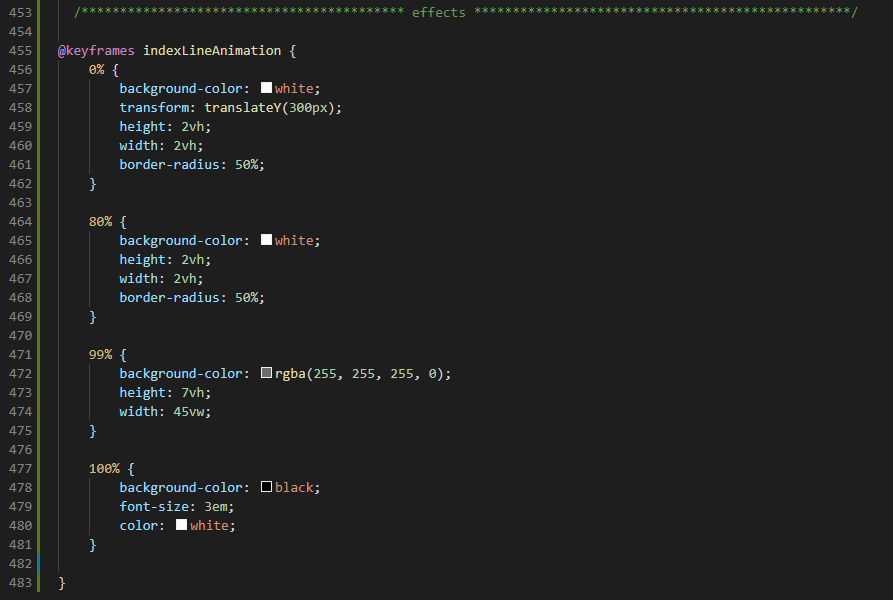 453 /****************************************** effects *************************************************/
454
455 @keyframes indexLineAnimation {
456 0% {
457 background-color: white;
458 transform: translateY(300px);
459 height: 2vh;
460 width: 2vh;
461 border-radius: 50%;
462 }
463
464 80% {
465 background-color: white;
466 height: 2vh;
467 width: 2vh;
468 border-radius: 50%;
469 }
470
471 99% {
472 background-color: rgba(255, 255, 255, 0);
473 height: 7vh;
474 width: 45vw;
475 }
476
477 100% {
478 background-color: black;
479 font-size: 3em;
480 color: white;
481 }
482
483 }